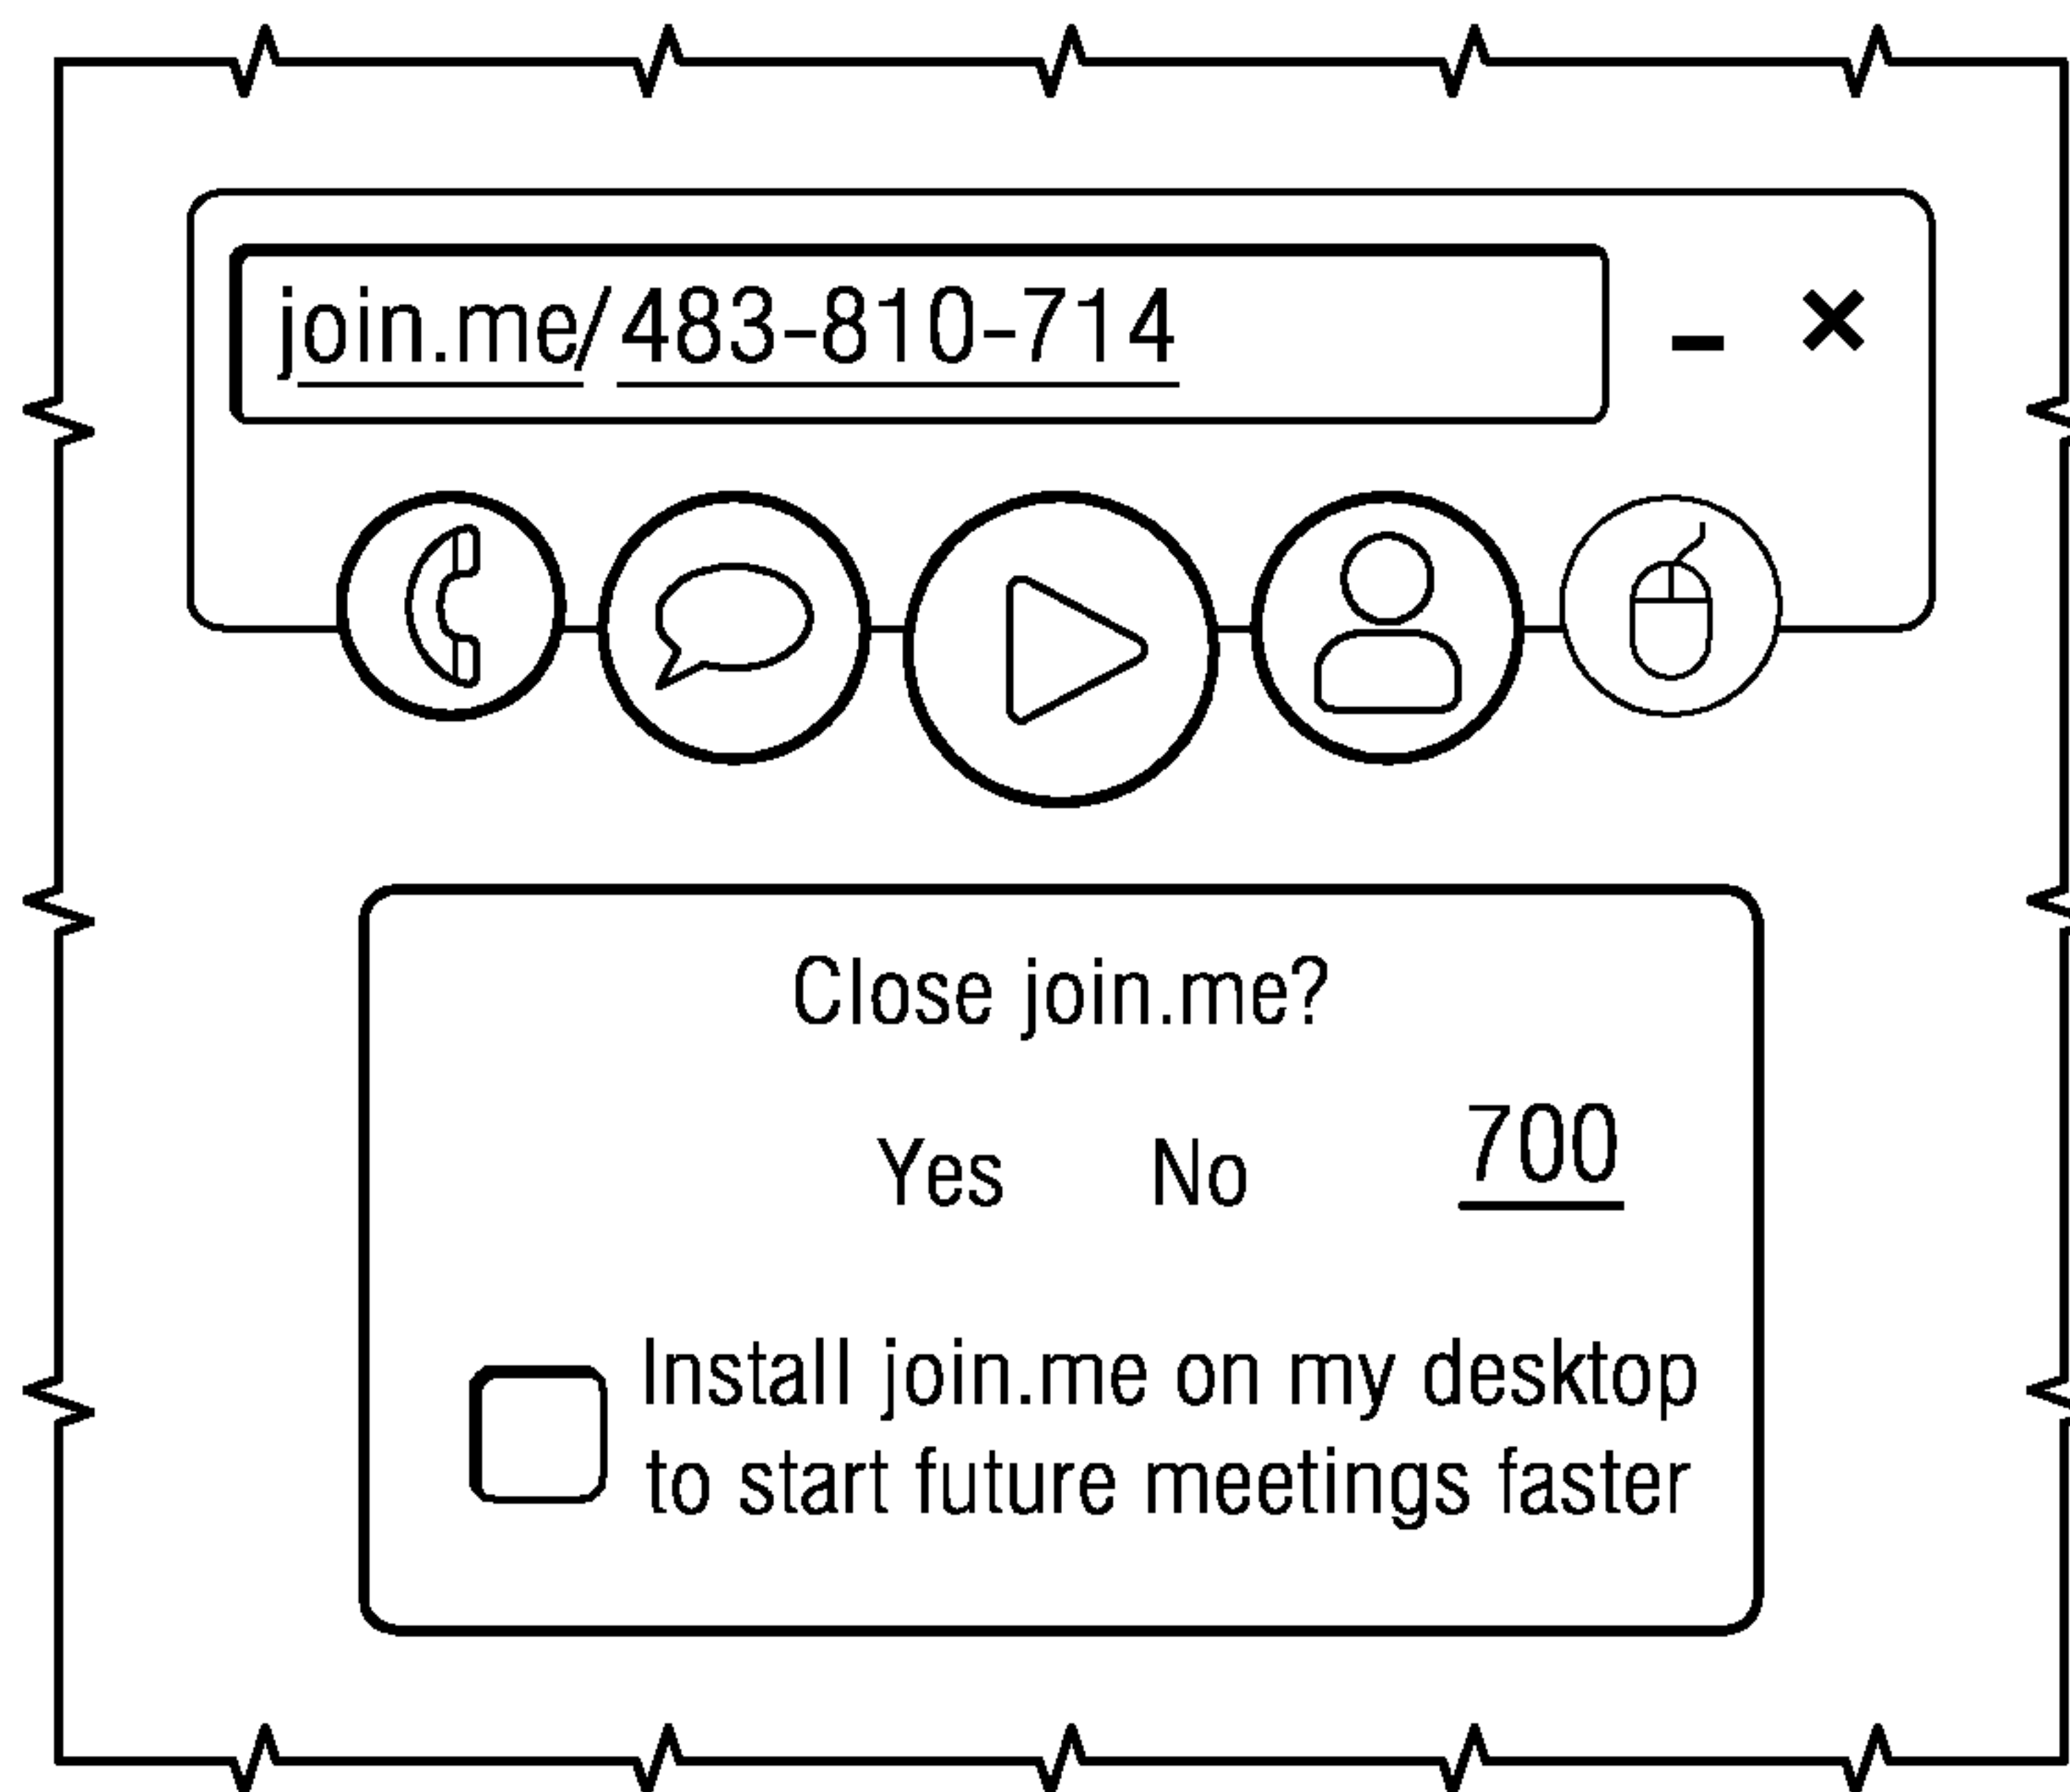 join.me/483-810-714
Close join.me?
Yes No 700
Install join.me on my desktop
to start future meetings faster